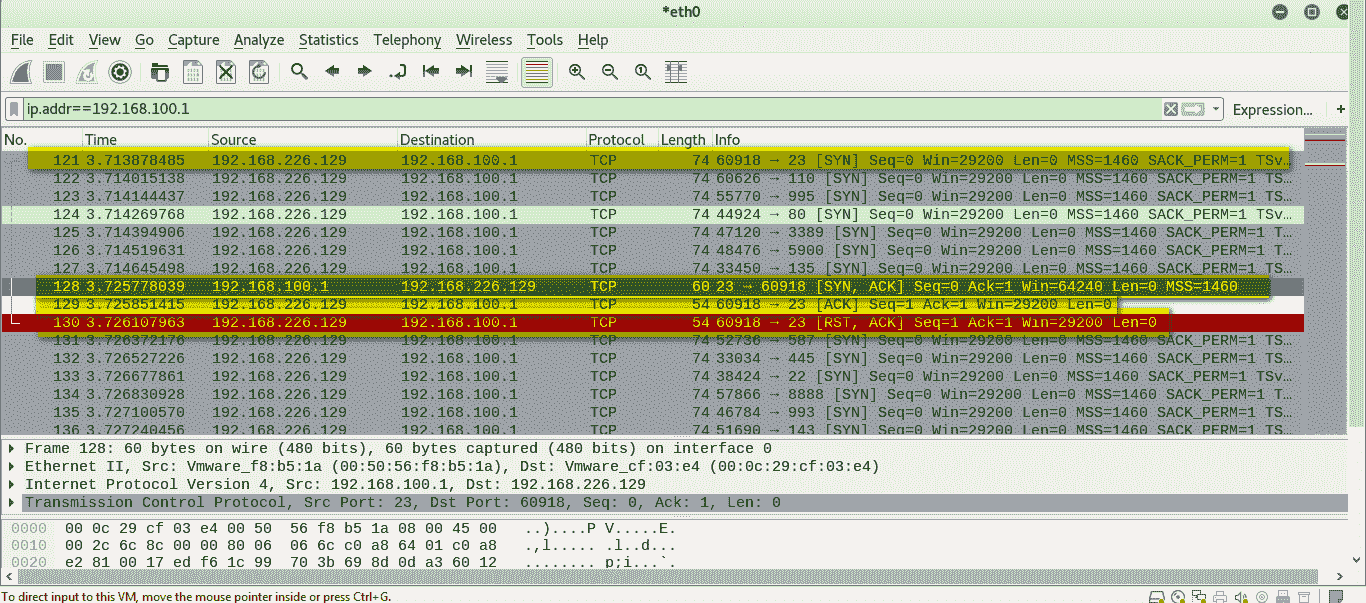 *eth0
File Edit View Go Capture Analyze Statistics Telephony Wireless Tools Help
ip.addr==192.168.100.1 Expression... +
No. Time Source Destination Protocol Length Info
121 3.713878485 192.168.226.129 192.168.100.1 TCP 74 60918 → 23 [SYN] Seq=0 Win=29200 Len=0 MSS=1460 SACK_PERM=1 TSv…
122 3.714015138 192.168.226.129 192.168.100.1 TCP 74 60626 → 110 [SYN] Seq=0 Win=29200 Len=0 MSS=1460 SACK_PERM=1 TS…
123 3.714144437 192.168.226.129 192.168.100.1 TCP 74 55770 → 995 [SYN] Seq=0 Win=29200 Len=0 MSS=1460 SACK_PERM=1 TS…
124 3.714269768 192.168.226.129 192.168.100.1 TCP 74 44924 → 80 [SYN] Seq=0 Win=29200 Len=0 MSS=1460 SACK_PERM=1 TSv…
125 3.714394906 192.168.226.129 192.168.100.1 TCP 74 47120 → 3389 [SYN] Seq=0 Win=29200 Len=0 MSS=1460 SACK_PERM=1 T…
126 3.714519631 192.168.226.129 192.168.100.1 TCP 74 48476 → 5900 [SYN] Seq=0 Win=29200 Len=0 MSS=1460 SACK_PERM=1 T…
127 3.714645498 192.168.226.129 192.168.100.1 TCP 74 33450 → 135 [SYN] Seq=0 Win=29200 Len=0 MSS=1460 SACK_PERM=1 TS…
128 3.725778039 192.168.100.1 192.168.226.129 TCP 60 23 → 60918 [SYN, ACK] Seq=0 Ack=1 Win=64240 Len=0 MSS=1460
129 3.725851415 192.168.226.129 192.168.100.1 TCP 54 60918 → 23 [ACK] Seq=1 Ack=1 Win=29200 Len=0
130 3.726107963 192.168.226.129 192.168.100.1 TCP 54 60918 → 23 [RST, ACK] Seq=1 Ack=1 Win=29200 Len=0
131 3.726372176 192.168.226.129 192.168.100.1 TCP 74 52736 → 587 [SYN] Seq=0 Win=29200 Len=0 MSS=1460 SACK_PERM=1 TS…
132 3.726527226 192.168.226.129 192.168.100.1 TCP 74 33034 → 445 [SYN] Seq=0 Win=29200 Len=0 MSS=1460 SACK_PERM=1 TS…
133 3.726677861 192.168.226.129 192.168.100.1 TCP 74 38424 → 22 [SYN] Seq=0 Win=29200 Len=0 MSS=1460 SACK_PERM=1 TSv…
134 3.726830928 192.168.226.129 192.168.100.1 TCP 74 57866 → 8888 [SYN] Seq=0 Win=29200 Len=0 MSS=1460 SACK_PERM=1 T…
135 3.727100570 192.168.226.129 192.168.100.1 TCP 74 46784 → 993 [SYN] Seq=0 Win=29200 Len=0 MSS=1460 SACK_PERM=1 TS…
136 3.727240456 192.168.226.129 192.168.100.1 TCP 74 51690 → 143 [SYN] Seq=0 Win=29200 Len=0 MSS=1460 SACK_PERM=1 TS…
Frame 128: 60 bytes on wire (480 bits), 60 bytes captured (480 bits) on interface 0
Ethernet II, Src: Vmware_f8:b5:1a (00:50:56:f8:b5:1a), Dst: Vmware_cf:03:e4 (00:0c:29:cf:03:e4)
Internet Protocol Version 4, Src: 192.168.100.1, Dst: 192.168.226.129
Transmission Control Protocol, Src Port: 23, Dst Port: 60918, Seq: 0, Ack: 1, Len: 0
0000 00 0c 29 cf 03 e4 00 50 56 f8 b5 1a 08 00 45 00 ..)....P V.....E.
0010 00 2c 6c 8c 00 00 80 06 06 6c c0 a8 64 01 c0 a8 .,l..... .l..d...
0020 e2 81 00 17 ed f6 1c 99 70 3b 69 8d 0d a3 60 12 ........ p;i...`.
To direct input to this VM, move the mouse pointer inside or press Ctrl+G.